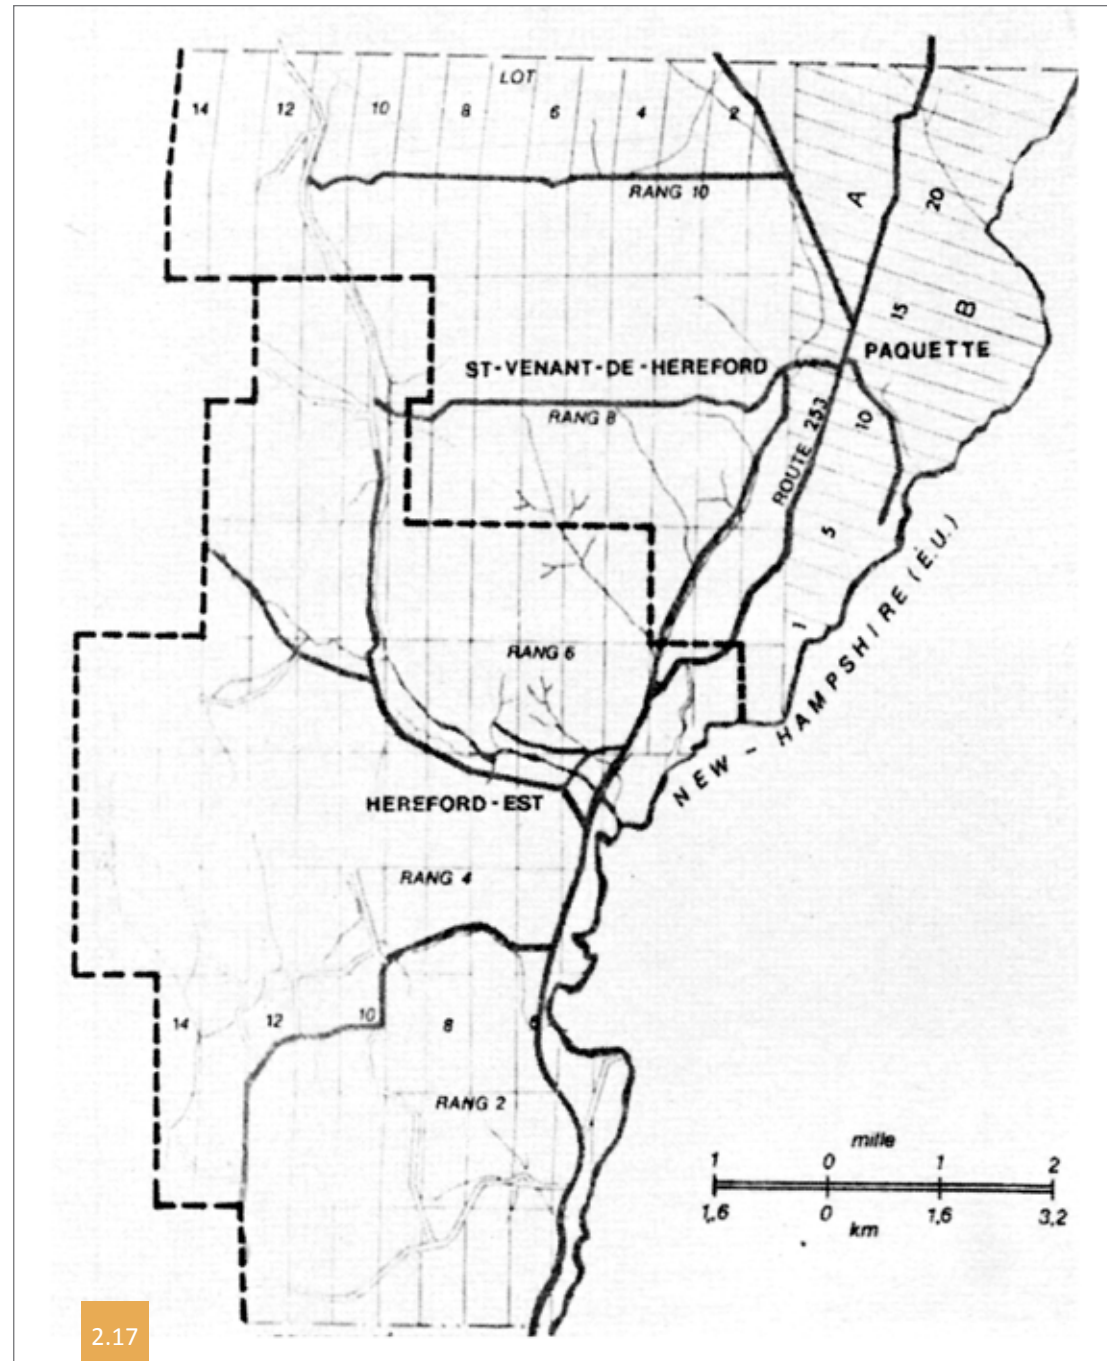 LOT
14 12 10 8 6 4 2
RANG 10
A
20
15
B
PAQUETTE
ST-VENANT-DE-HEREFORD
RANG 8
ROUTE 253
10
5
1
NEW-HAMPSHIRE (É.U.)
RANG 6
HEREFORD-EST
RANG 4
14 12 10 8 6
RANG 2
mille
1 0 1 2
1,6 0 1,6 3,2
km
2.17